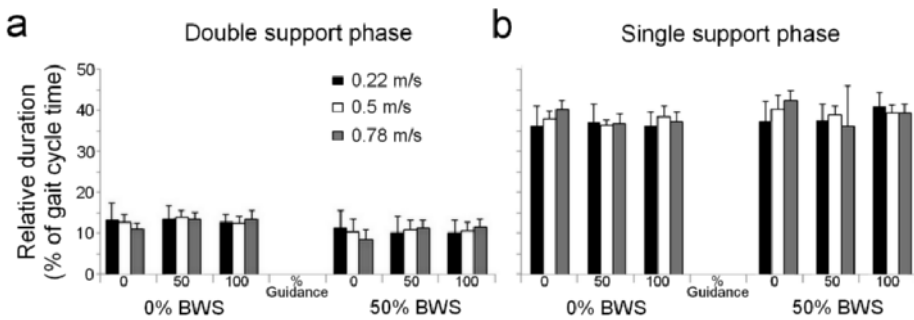 a
Double support phase
b
Single support phase
Relative duration
(% of gait cycle time)
50
40
30
20
15
10
0
0.22 m/s
0.5 m/s
0.78 m/s
0 50 100 % Guidance 0 50 100
0% BWS 50% BWS
0 50 100 % Guidance 0 50 100
0% BWS 50% BWS